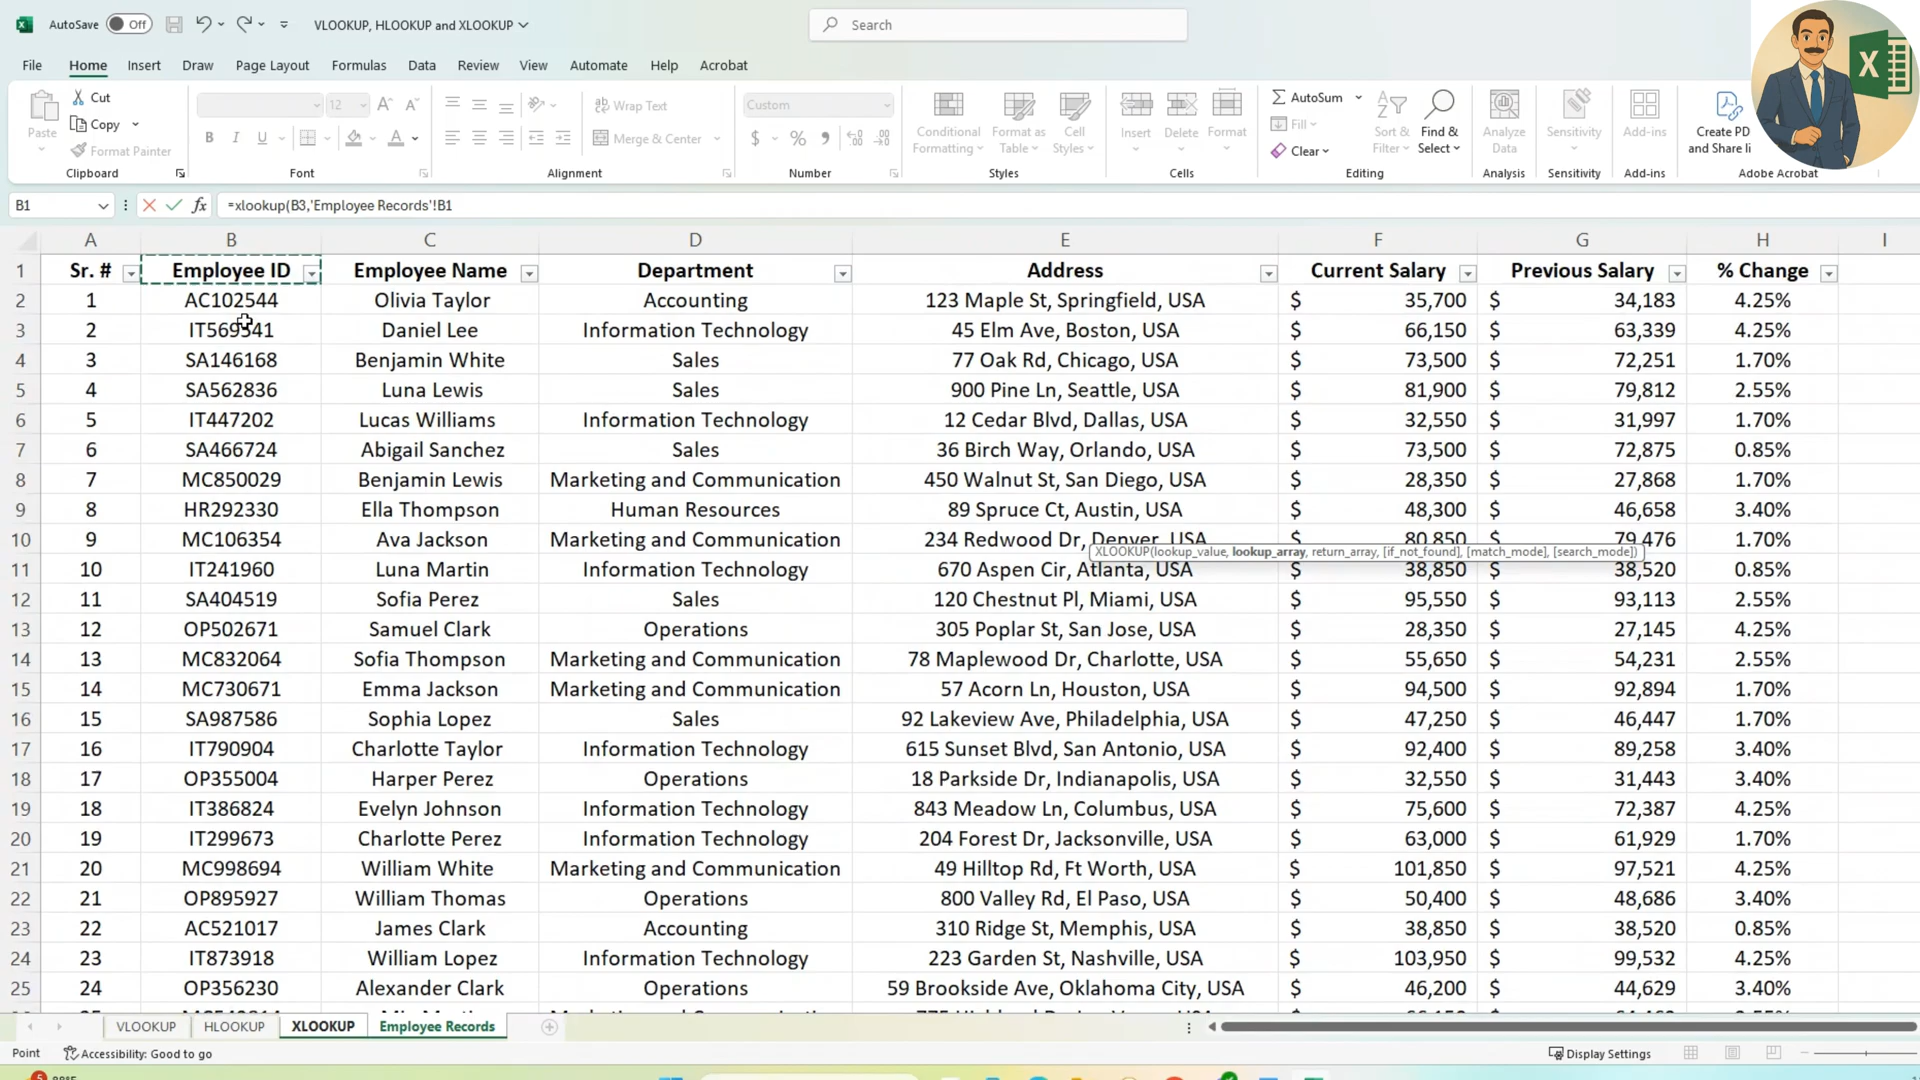 AutoSave Off VLOOKUP, HLOOKUP and XLOOKUP Search
File Home Insert Draw Page Layout Formulas Data Review View Automate Help Acrobat
Paste Cut Copy Format Painter Clipboard
12 B I U A Font
Wrap Text Merge & Center Alignment
Custom $ % , Number
Conditional Formatting Format as Table Cell Styles Styles
Insert Delete Format Cells
AutoSum Fill Clear Sort & Filter Find & Select Editing
Analyze Data Analysis
Sensitivity Sensitivity
Add-ins Add-ins
Create PD and Share li Adobe Acrobat
X
B1 fx =xlookup(B3,'Employee Records'!B1
A B C D E F G H I
1 Sr. # Employee ID Employee Name Department Address Current Salary Previous Salary % Change
2 1 AC102544 Olivia Taylor Accounting 123 Maple St, Springfield, USA $ 35,700 $ 34,183 4.25%
3 2 IT569541 Daniel Lee Information Technology 45 Elm Ave, Boston, USA $ 66,150 $ 63,339 4.25%
4 3 SA146168 Benjamin White Sales 77 Oak Rd, Chicago, USA $ 73,500 $ 72,251 1.70%
5 4 SA562836 Luna Lewis Sales 900 Pine Ln, Seattle, USA $ 81,900 $ 79,812 2.55%
6 5 IT447202 Lucas Williams Information Technology 12 Cedar Blvd, Dallas, USA $ 32,550 $ 31,997 1.70%
7 6 SA466724 Abigail Sanchez Sales 36 Birch Way, Orlando, USA $ 73,500 $ 72,875 0.85%
8 7 MC850029 Benjamin Lewis Marketing and Communication 450 Walnut St, San Diego, USA $ 28,350 $ 27,868 1.70%
9 8 HR292330 Ella Thompson Human Resources 89 Spruce Ct, Austin, USA $ 48,300 $ 46,658 3.40%
10 9 MC106354 Ava Jackson Marketing and Communication 234 Redwood Dr, Denver, USA $ 80,850 $ 79,476 1.70%
XLOOKUP(lookup_value, lookup_array, return_array, [if_not_found], [match_mode], [search_mode])
11 10 IT241960 Luna Martin Information Technology 670 Aspen Cir, Atlanta, USA $ 38,850 $ 38,520 0.85%
12 11 SA404519 Sofia Perez Sales 120 Chestnut Pl, Miami, USA $ 95,550 $ 93,113 2.55%
13 12 OP502671 Samuel Clark Operations 305 Poplar St, San Jose, USA $ 28,350 $ 27,145 4.25%
14 13 MC832064 Sofia Thompson Marketing and Communication 78 Maplewood Dr, Charlotte, USA $ 55,650 $ 54,231 2.55%
15 14 MC730671 Emma Jackson Marketing and Communication 57 Acorn Ln, Houston, USA $ 94,500 $ 92,894 1.70%
16 15 SA987586 Sophia Lopez Sales 92 Lakeview Ave, Philadelphia, USA $ 47,250 $ 46,447 1.70%
17 16 IT790904 Charlotte Taylor Information Technology 615 Sunset Blvd, San Antonio, USA $ 92,400 $ 89,258 3.40%
18 17 OP355004 Harper Perez Operations 18 Parkside Dr, Indianapolis, USA $ 32,550 $ 31,443 3.40%
19 18 IT386824 Evelyn Johnson Information Technology 843 Meadow Ln, Columbus, USA $ 75,600 $ 72,387 4.25%
20 19 IT299673 Charlotte Perez Information Technology 204 Forest Dr, Jacksonville, USA $ 63,000 $ 61,929 1.70%
21 20 MC998694 William White Marketing and Communication 49 Hilltop Rd, Ft Worth, USA $ 101,850 $ 97,521 4.25%
22 21 OP895927 William Thomas Operations 800 Valley Rd, El Paso, USA $ 50,400 $ 48,686 3.40%
23 22 AC521017 James Clark Accounting 310 Ridge St, Memphis, USA $ 38,850 $ 38,520 0.85%
24 23 IT873918 William Lopez Information Technology 223 Garden St, Nashville, USA $ 103,950 $ 99,532 4.25%
25 24 OP356230 Alexander Clark Operations 59 Brookside Ave, Oklahoma City, USA $ 46,200 $ 44,629 3.40%
VLOOKUP HLOOKUP XLOOKUP Employee Records
Point Accessibility: Good to go Display Settings